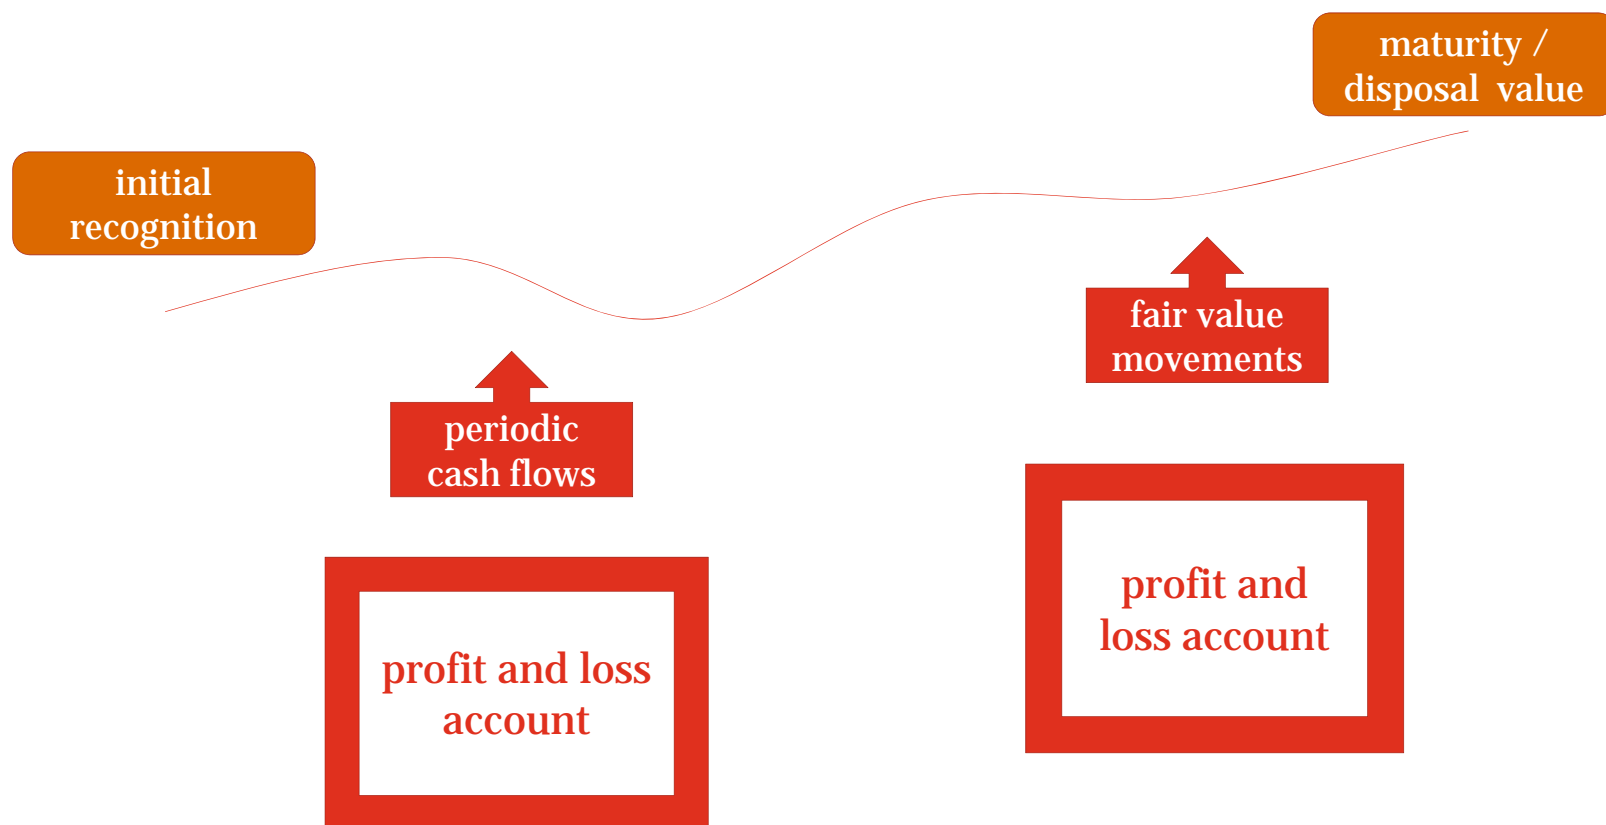 maturity /
disposal value
initial
recognition
fair value
movements
periodic
cash flows
profit and
loss account
profit and loss
account